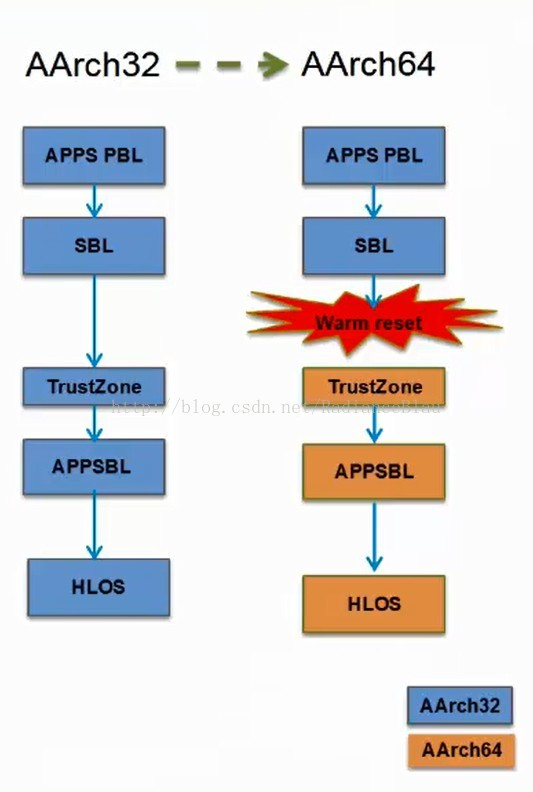 AArch32 AArch64
APPS PBL
SBL
TrustZone
APPSBL
HLOS
APPS PBL
SBL
Warm reset
TrustZone
APPSBL
HLOS
http://blog.csdn.net/RadianceBlau
AArch32
AArch64